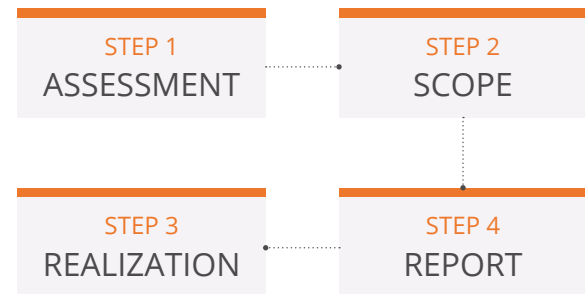 STEP 1
ASSESSMENT
STEP 2
SCOPE
STEP 3
REALIZATION
STEP 4
REPORT